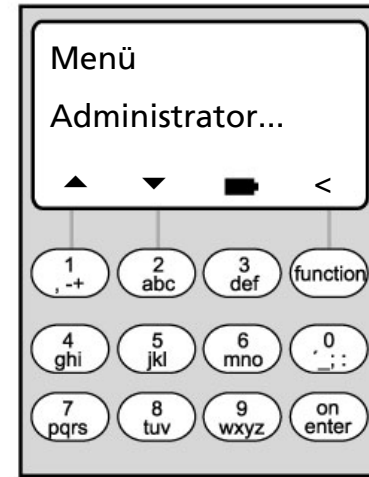 Menü
Administrator...
<
1 2 3 function
, -+ abc def
4 5 6 0
ghi jkl mno ´_; :
7 8 9 on
pqrs tuv wxyz enter